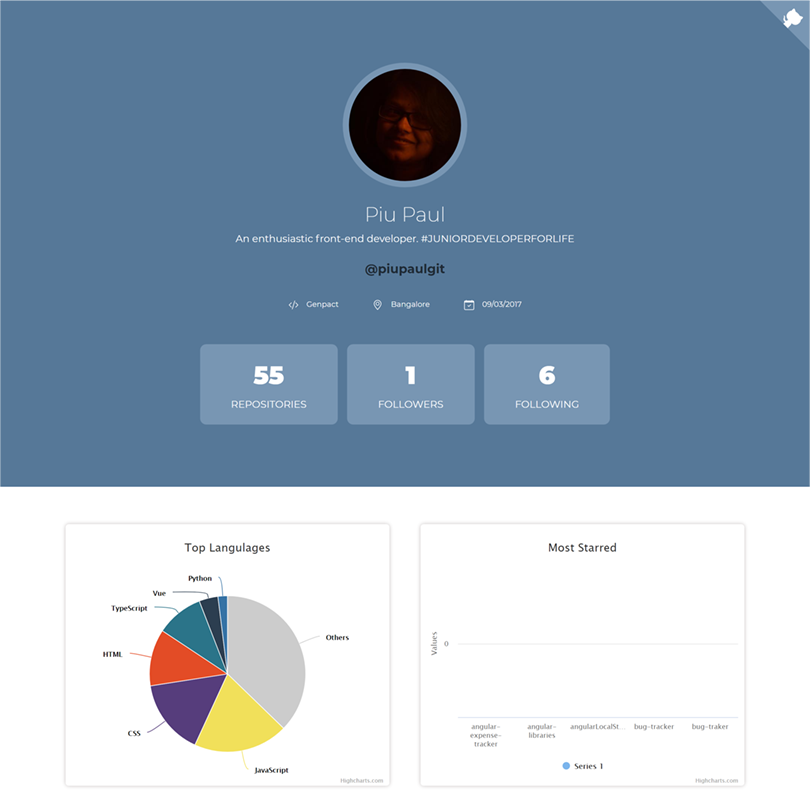 Piu Paul
An enthusiastic front-end developer. #JUNIORDEVELOPERFORLIFE
@piupaulgit
Genpact Bangalore 09/03/2017
55 1 6
REPOSITORIES FOLLOWERS FOLLOWING
Top Langulages
Python
Vue
TypeScript
Others
HTML
CSS
JavaScript
Highcharts.com
Most Starred
Values
0
angular-expense-tracker
angular-libraries
angularLocalSt…
bug-tracker
bug-traker
Series 1
Highcharts.com